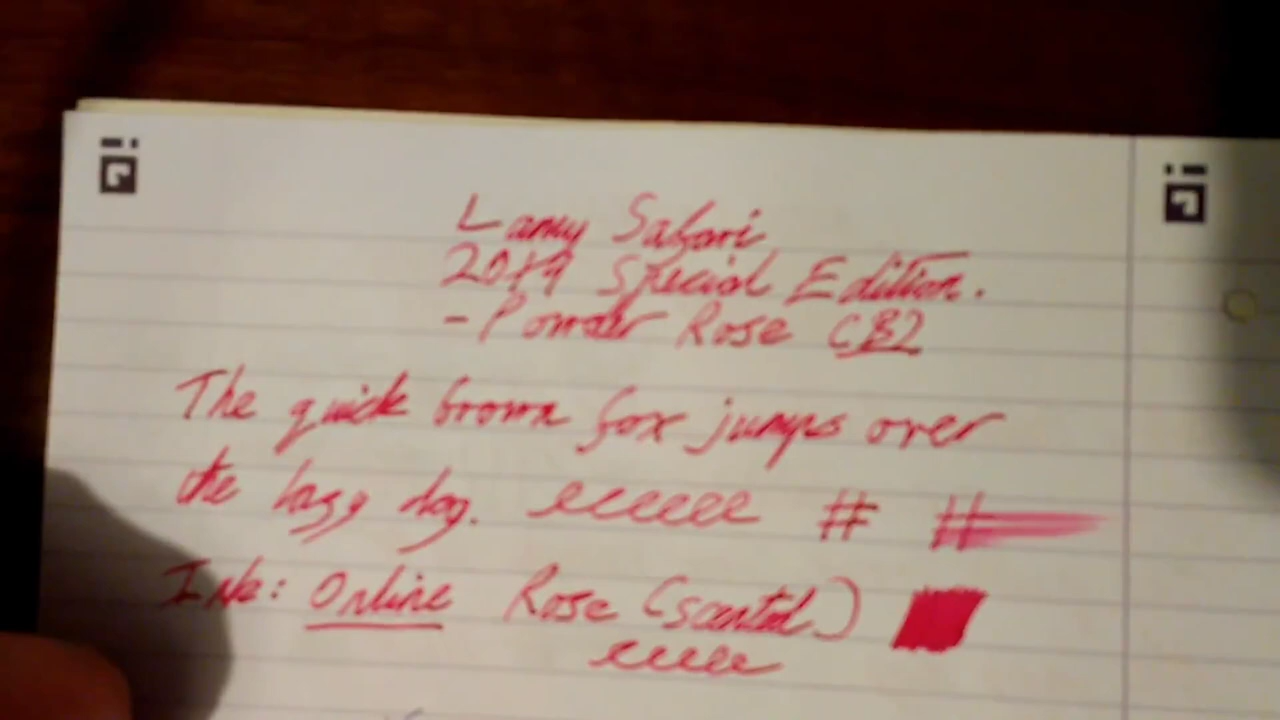 Lamy Safari
2019 Special Edition.
- Powder Rose CB2
The quick brown fox jumps over
the lazy dog. eeeeee # #
Ink: Online Rose (scented)
eeeee